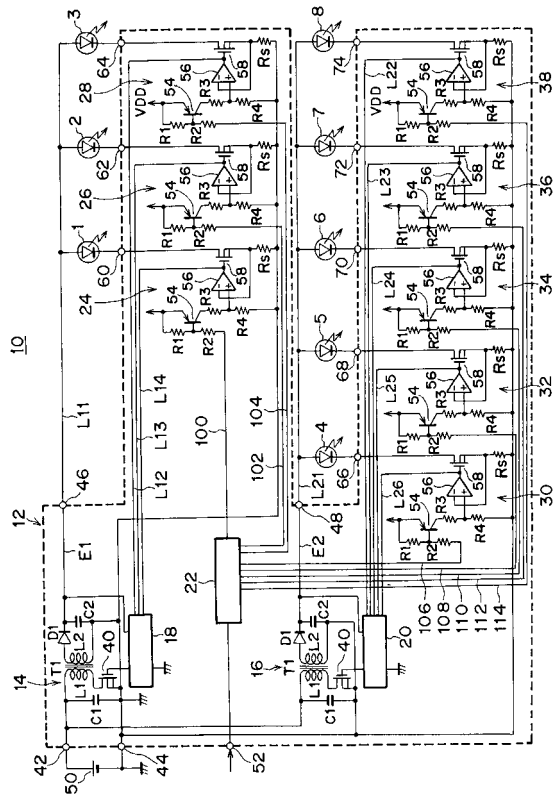 10
12
14
T1
L1
L2
D1
C1
C2
40
18
42
50
44
46
E1
L11
L12
L13
L14
1
2
3
60
62
64
24
26
28
VDD
R1
R2
54
R3
R4
56
58
Rs
R1
R2
54
R3
R4
56
58
Rs
R1
R2
54
R3
R4
56
58
Rs
100
102
104
22
52
16
T1
L1
L2
D1
C1
C2
40
20
E2
48
L21
L22
L23
L24
L25
L26
4
5
6
7
8
66
68
70
72
74
VDD
R1
R2
54
R3
R4
56
58
Rs
R1
R2
54
R3
R4
56
58
Rs
R1
R2
54
R3
R4
56
58
Rs
R1
R2
54
R3
R4
56
58
Rs
R1
R2
54
R3
R4
56
58
Rs
30
32
34
36
38
106
108
110
112
114